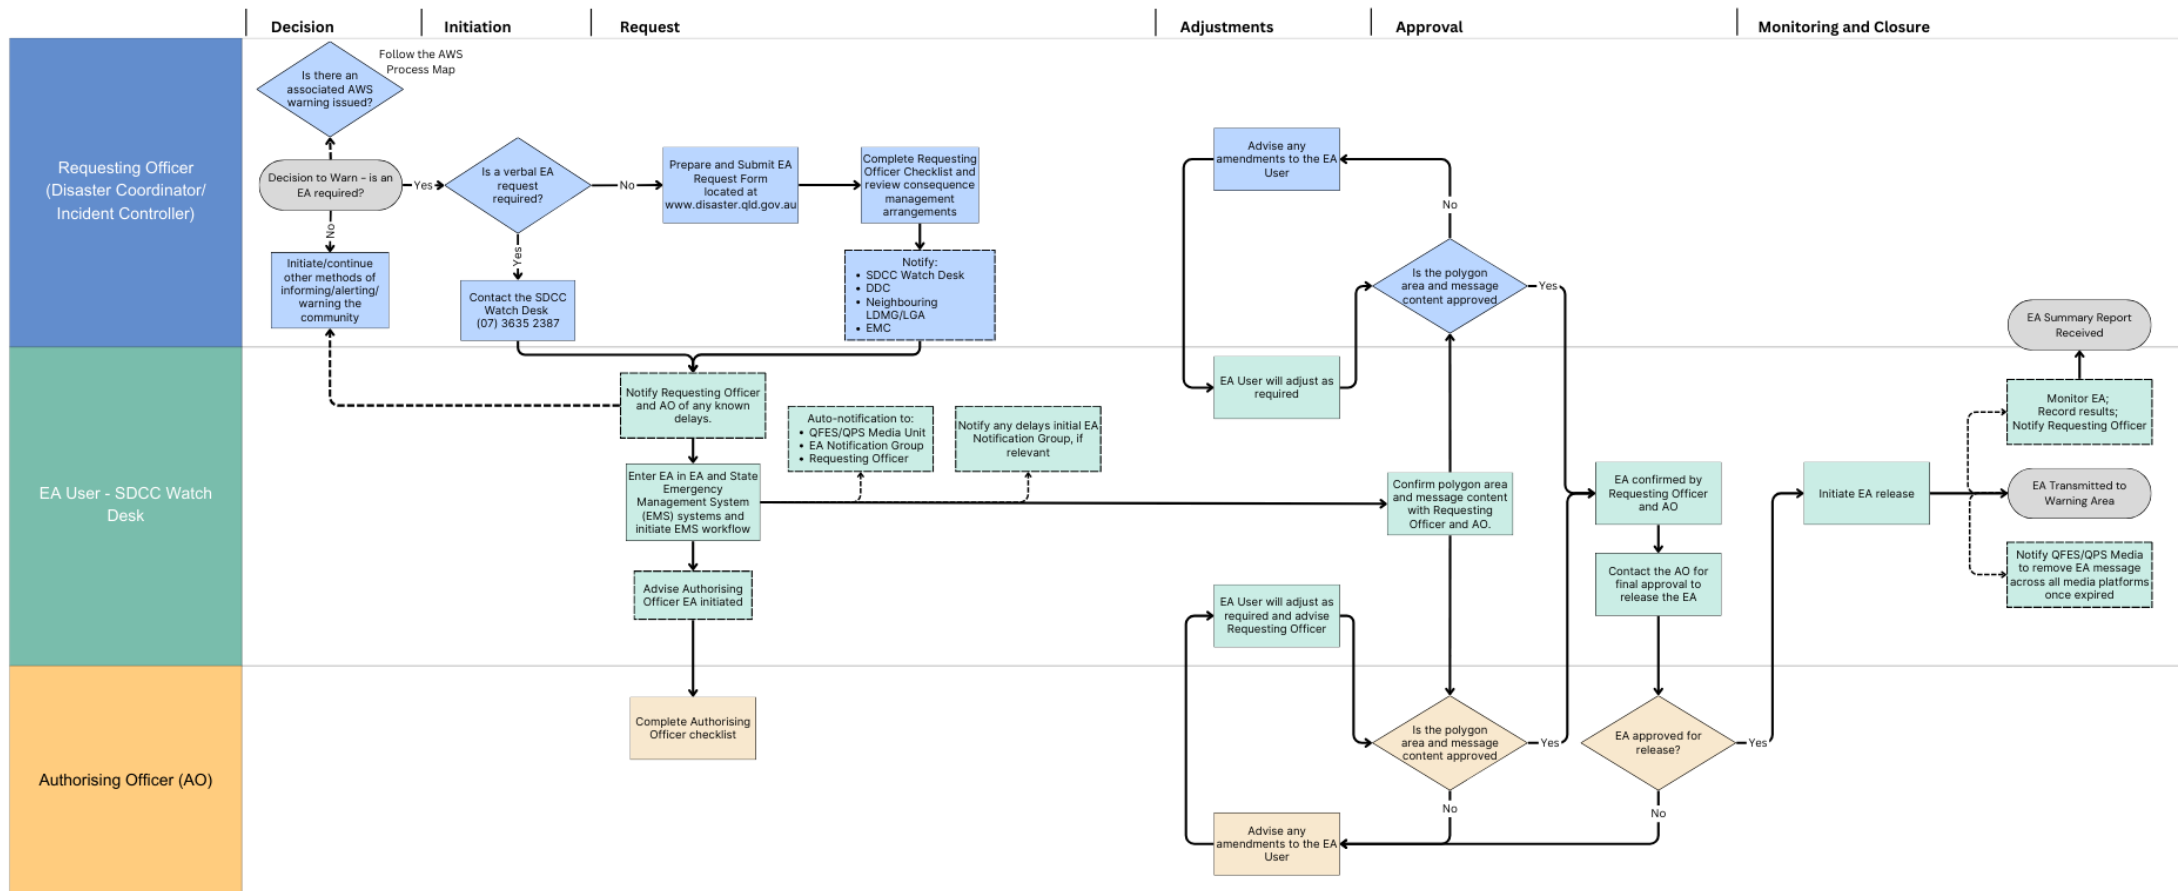 Decision
Initiation
Request
Adjustments
Approval
Monitoring and Closure
Requesting Officer
(Disaster Coordinator/
Incident Controller)
Is there an
associated AWS
warning issued?
Follow the AWS
Process Map
Decision to Warn – is an
EA required?
Yes
No
Initiate/continue
other methods of
informing/alerting/
warning the
community
Is a verbal EA
request
required?
No
Yes
Contact the SDCC
Watch Desk
(07) 3635 2387
Prepare and Submit EA
Request Form
located at
www.disaster.qld.gov.au
Complete Requesting
Officer Checklist and
review consequence
management
arrangements
Notify:
• SDCC Watch Desk
• DDC
• Neighbouring
LDMG/LGA
• EMC
Advise any
amendments to the EA
User
No
Is the polygon
area and message
content approved
Yes
EA Summary Report
Received
EA User - SDCC Watch
Desk
Notify Requesting Officer
and AO of any known
delays.
Enter EA in EA and State
Emergency
Management System
(EMS) systems and
initiate EMS workflow
Advise Authorising
Officer EA initiated
Auto-notification to:
• QFES/QPS Media Unit
• EA Notification Group
• Requesting Officer
Notify any delays initial EA
Notification Group, if
relevant
EA User will adjust as
required
Confirm polygon area
and message content
with Requesting
Officer and AO.
EA User will adjust as
required and advise
Requesting Officer
EA confirmed by
Requesting Officer
and AO
Contact the AO for
final approval to
release the EA
Initiate EA release
Monitor EA;
Record results;
Notify Requesting Officer
EA Transmitted to
Warning Area
Notify QFES/QPS Media
to remove EA message
across all media platforms
once expired
Authorising Officer (AO)
Complete Authorising
Officer checklist
Is the polygon
area and message
content approved
Yes
No
EA approved for
release?
Yes
No
Advise any
amendments to the EA
User